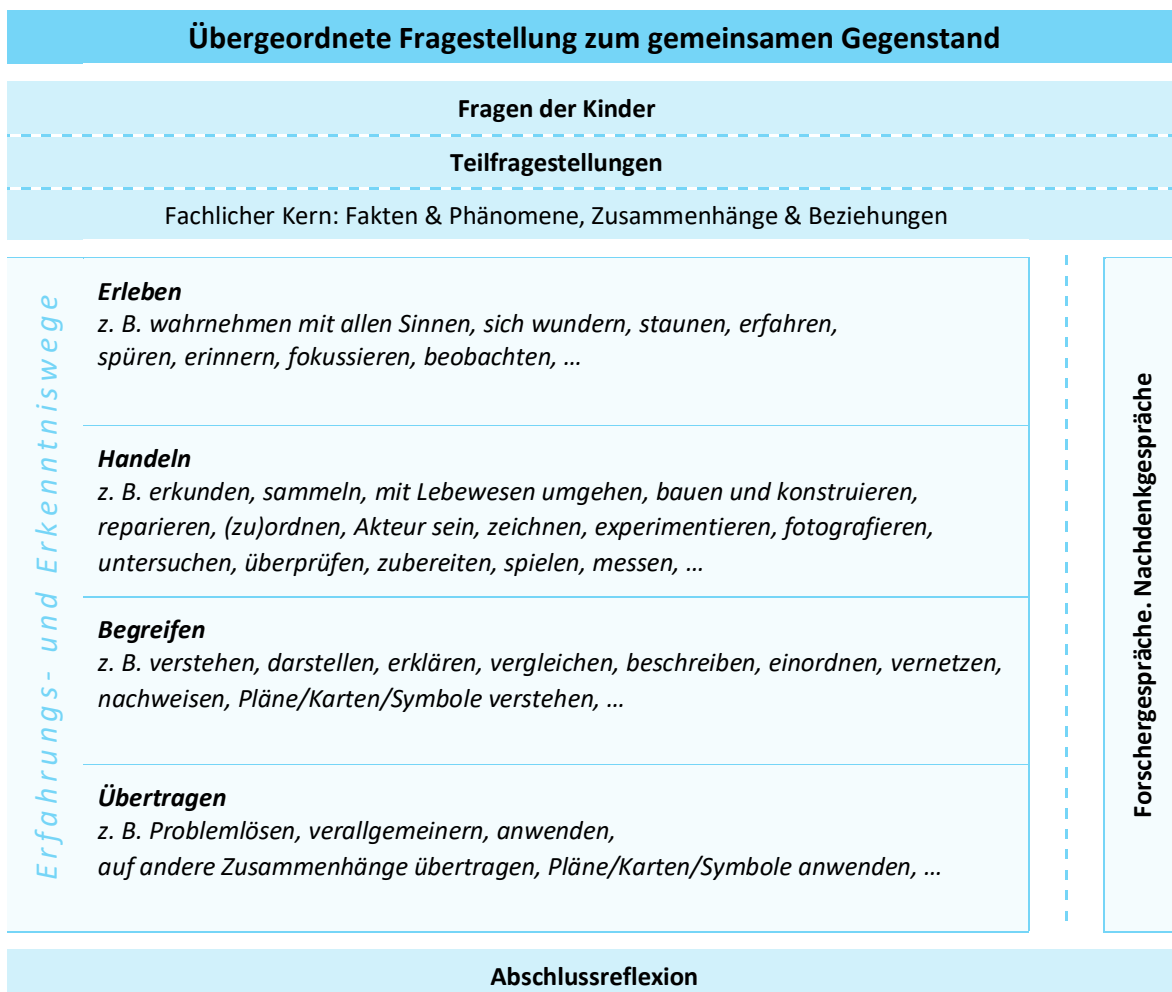 Übergeordnete Fragestellung zum gemeinsamen Gegenstand
Fragen der Kinder
Teilfragestellungen
Fachlicher Kern: Fakten & Phänomene, Zusammenhänge & Beziehungen
Erfahrungs- und Erkenntniswege
Erleben
z. B. wahrnehmen mit allen Sinnen, sich wundern, staunen, erfahren,
spüren, erinnern, fokussieren, beobachten, …
Handeln
z. B. erkunden, sammeln, mit Lebewesen umgehen, bauen und konstruieren,
reparieren, (zu)ordnen, Akteur sein, zeichnen, experimentieren, fotografieren,
untersuchen, überprüfen, zubereiten, spielen, messen, …
Begreifen
z. B. verstehen, darstellen, erklären, vergleichen, beschreiben, einordnen, vernetzen,
nachweisen, Pläne/Karten/Symbole verstehen, …
Übertragen
z. B. Problemlösen, verallgemeinern, anwenden,
auf andere Zusammenhänge übertragen, Pläne/Karten/Symbole anwenden, …
Forschergespräche. Nachdenkgespräche
Abschlussreflexion